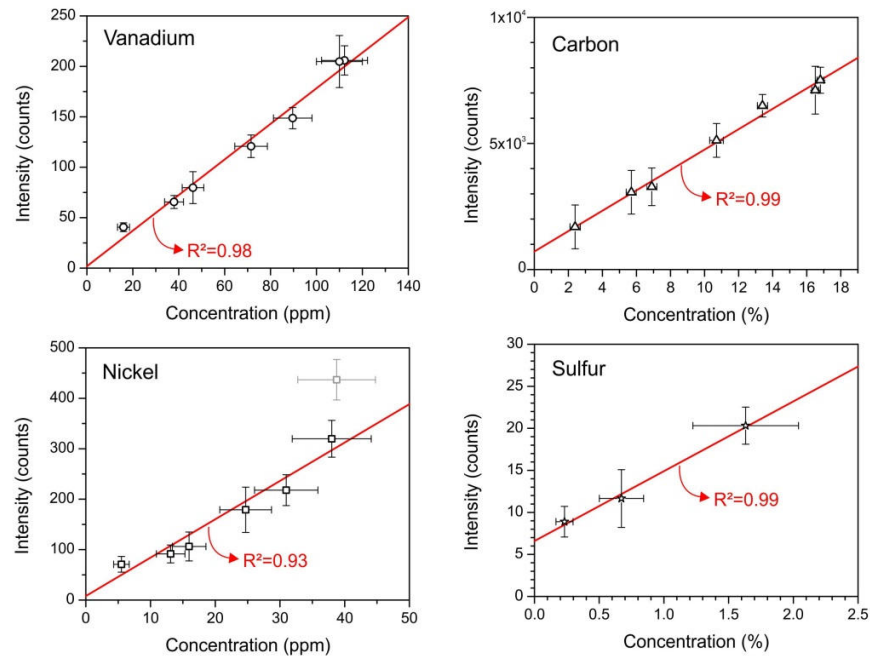 Vanadium
Intensity (counts)
250
200
150
100
50
0
R²=0.98
0 20 40 60 80 100 120 140
Concentration (ppm)
Carbon
Intensity (counts)
1x10⁴
5x10³
0
R²=0.99
0 2 4 6 8 10 12 14 16 18
Concentration (%)
Nickel
Intensity (counts)
500
400
300
200
100
0
R²=0.93
0 10 20 30 40 50
Concentration (ppm)
Sulfur
Intensity (counts)
30
25
20
15
10
5
0
R²=0.99
0.0 0.5 1.0 1.5 2.0 2.5
Concentration (%)